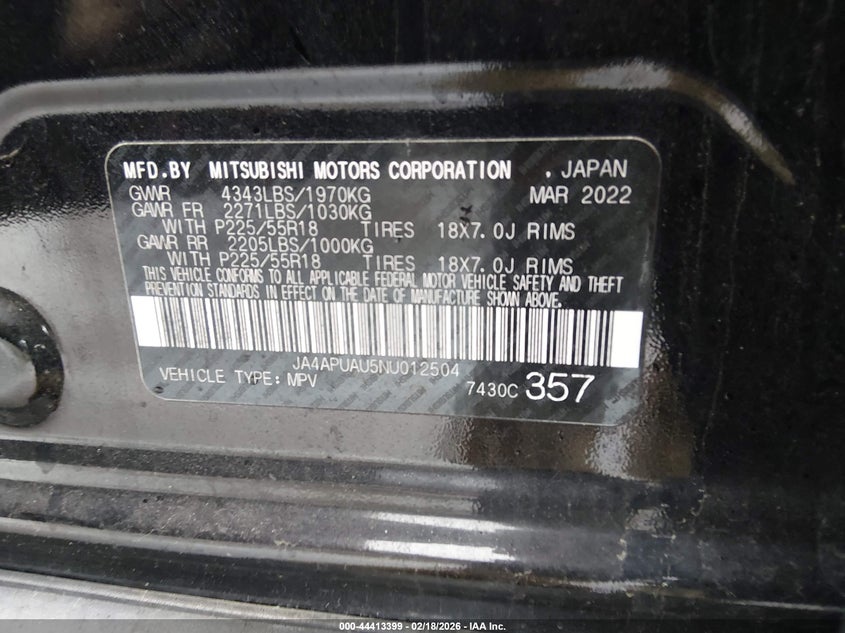 MFD.BY MITSUBISHI MOTORS CORPORATION . JAPAN
GVWR 4343LBS/1970KG MAR 2022
GAWR FR 2271LBS/1030KG
WITH P225/55R18 TIRES 18X7.0J RIMS
GAWR RR 2205LBS/1000KG
WITH P225/55R18 TIRES 18X7.0J RIMS
THIS VEHICLE CONFORMS TO ALL APPLICABLE FEDERAL MOTOR VEHICLE SAFETY AND THEFT
PREVENTION STANDARDS IN EFFECT ON THE DATE OF MANUFACTURE SHOWN ABOVE.
JA4APUAU5NU012504
VEHICLE TYPE: MPV 7430C 357
000-44413399 - 02/18/2026 - IAA Inc.